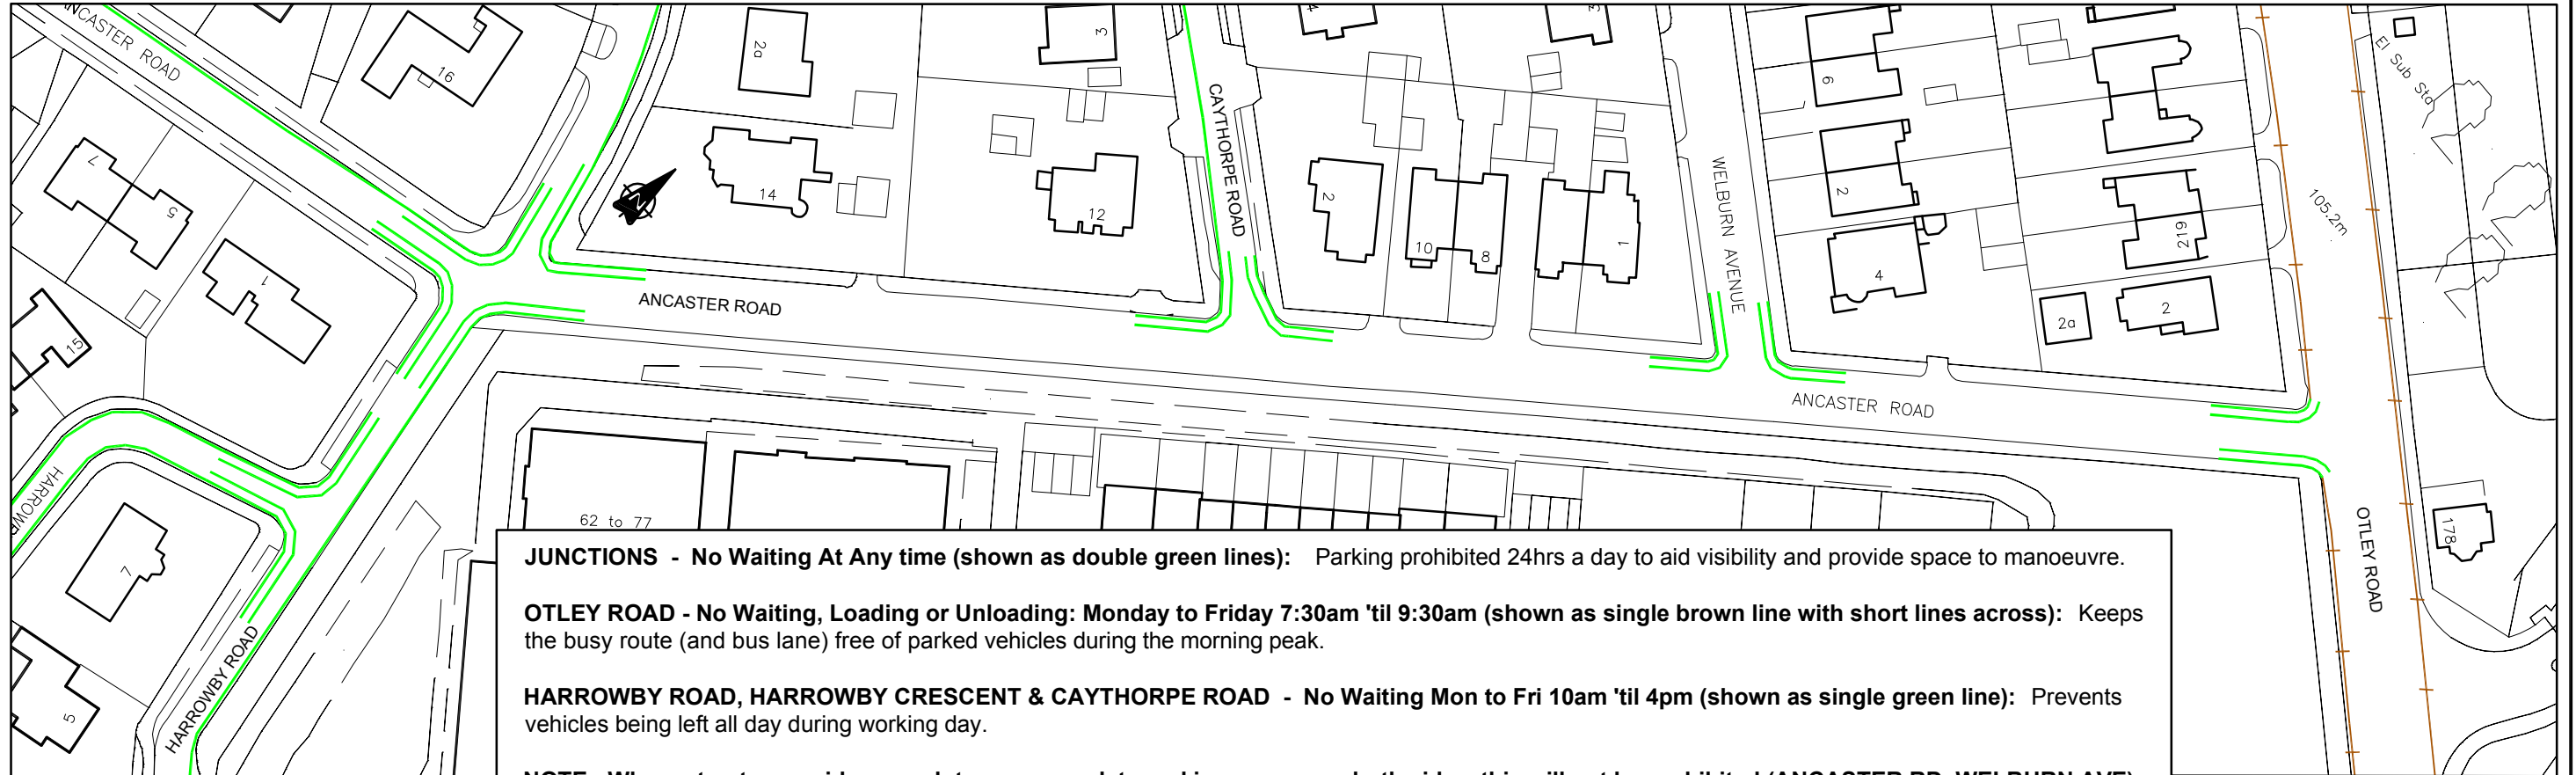 ANCASTER ROAD
16
2a
3
CAYTHORPE ROAD
6
El Sub Sta
7
5
14
12
2
10
8
1
WELBURN AVENUE
2
4
219
2a
2
105.2m
1
15
ANCASTER ROAD
ANCASTER ROAD
OTLEY ROAD
178
HARROWB
7
5
HARROWBY ROAD
62 to 77
JUNCTIONS - No Waiting At Any time (shown as double green lines): Parking prohibited 24hrs a day to aid visibility and provide space to manoeuvre.
OTLEY ROAD - No Waiting, Loading or Unloading: Monday to Friday 7:30am 'til 9:30am (shown as single brown line with short lines across): Keeps
the busy route (and bus lane) free of parked vehicles during the morning peak.
HARROWBY ROAD, HARROWBY CRESCENT & CAYTHORPE ROAD - No Waiting Mon to Fri 10am 'til 4pm (shown as single green line): Prevents
vehicles being left all day during working day.